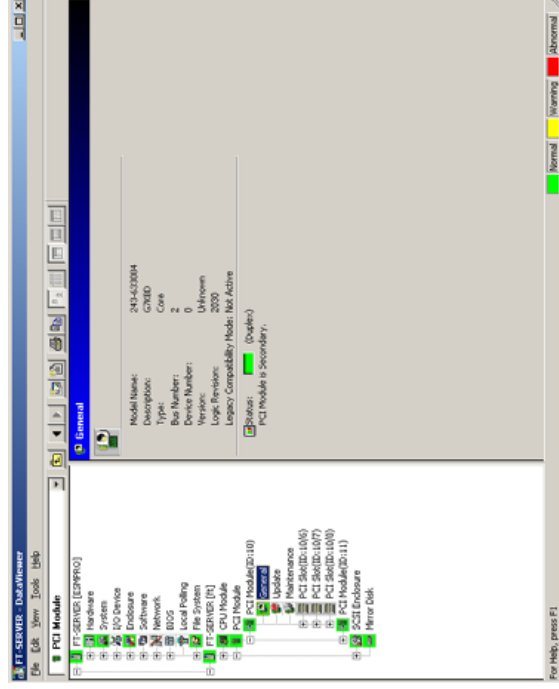 FT-SERVER - DataViewer
File Edit View Tools Help
PCI Module
FT-SERVER [ESMPRO]
Hardware
System
I/O Device
Enclosure
Software
Network
BIOS
Local Polling
File System
FT-SERVER [ft]
CPU Module
PCI Module
PCI Module(ID:10)
General
Update
Maintenance
PCI Slot(ID:10/6)
PCI Slot(ID:10/7)
PCI Slot(ID:10/8)
PCI Module(ID:11)
SCSI Enclosure
Mirror Disk
General
Model Name: 243-633084
Description: G7KBD
Type: Core
Bus Number: 2
Device Number: 0
Version: Unknown
Logic Revision: 2030
Legacy Compatibility Mode: Not Active
Status: (Duplex)
PCI Module is Secondary.
For Help, press F1
Normal Warning Abnormal